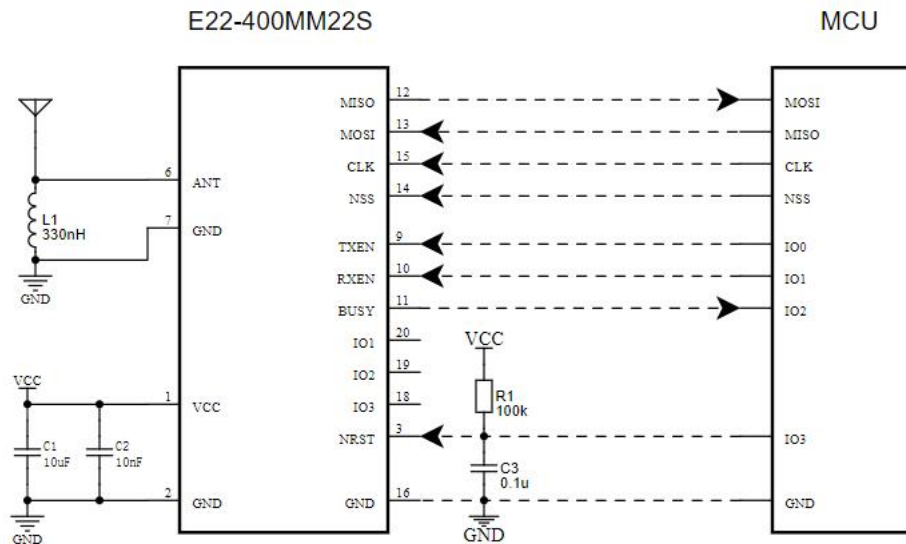 E22-400MM22S
MCU
MISO 12 MOSI
MOSI 13 MISO
CLK 15 CLK
6 ANT NSS 14 NSS
L1
330nH
7 GND
TXEN 9 IO0
RXEN 10 IO1
GND
BUSY 11 IO2
IO1 20
VCC
IO2 19
VCC
1 VCC
IO3 18
R1
100k
C1
10uF
C2
10nF
NRST 3 IO3
C3
0.1u
2 GND
GND 16 GND
GND
GND